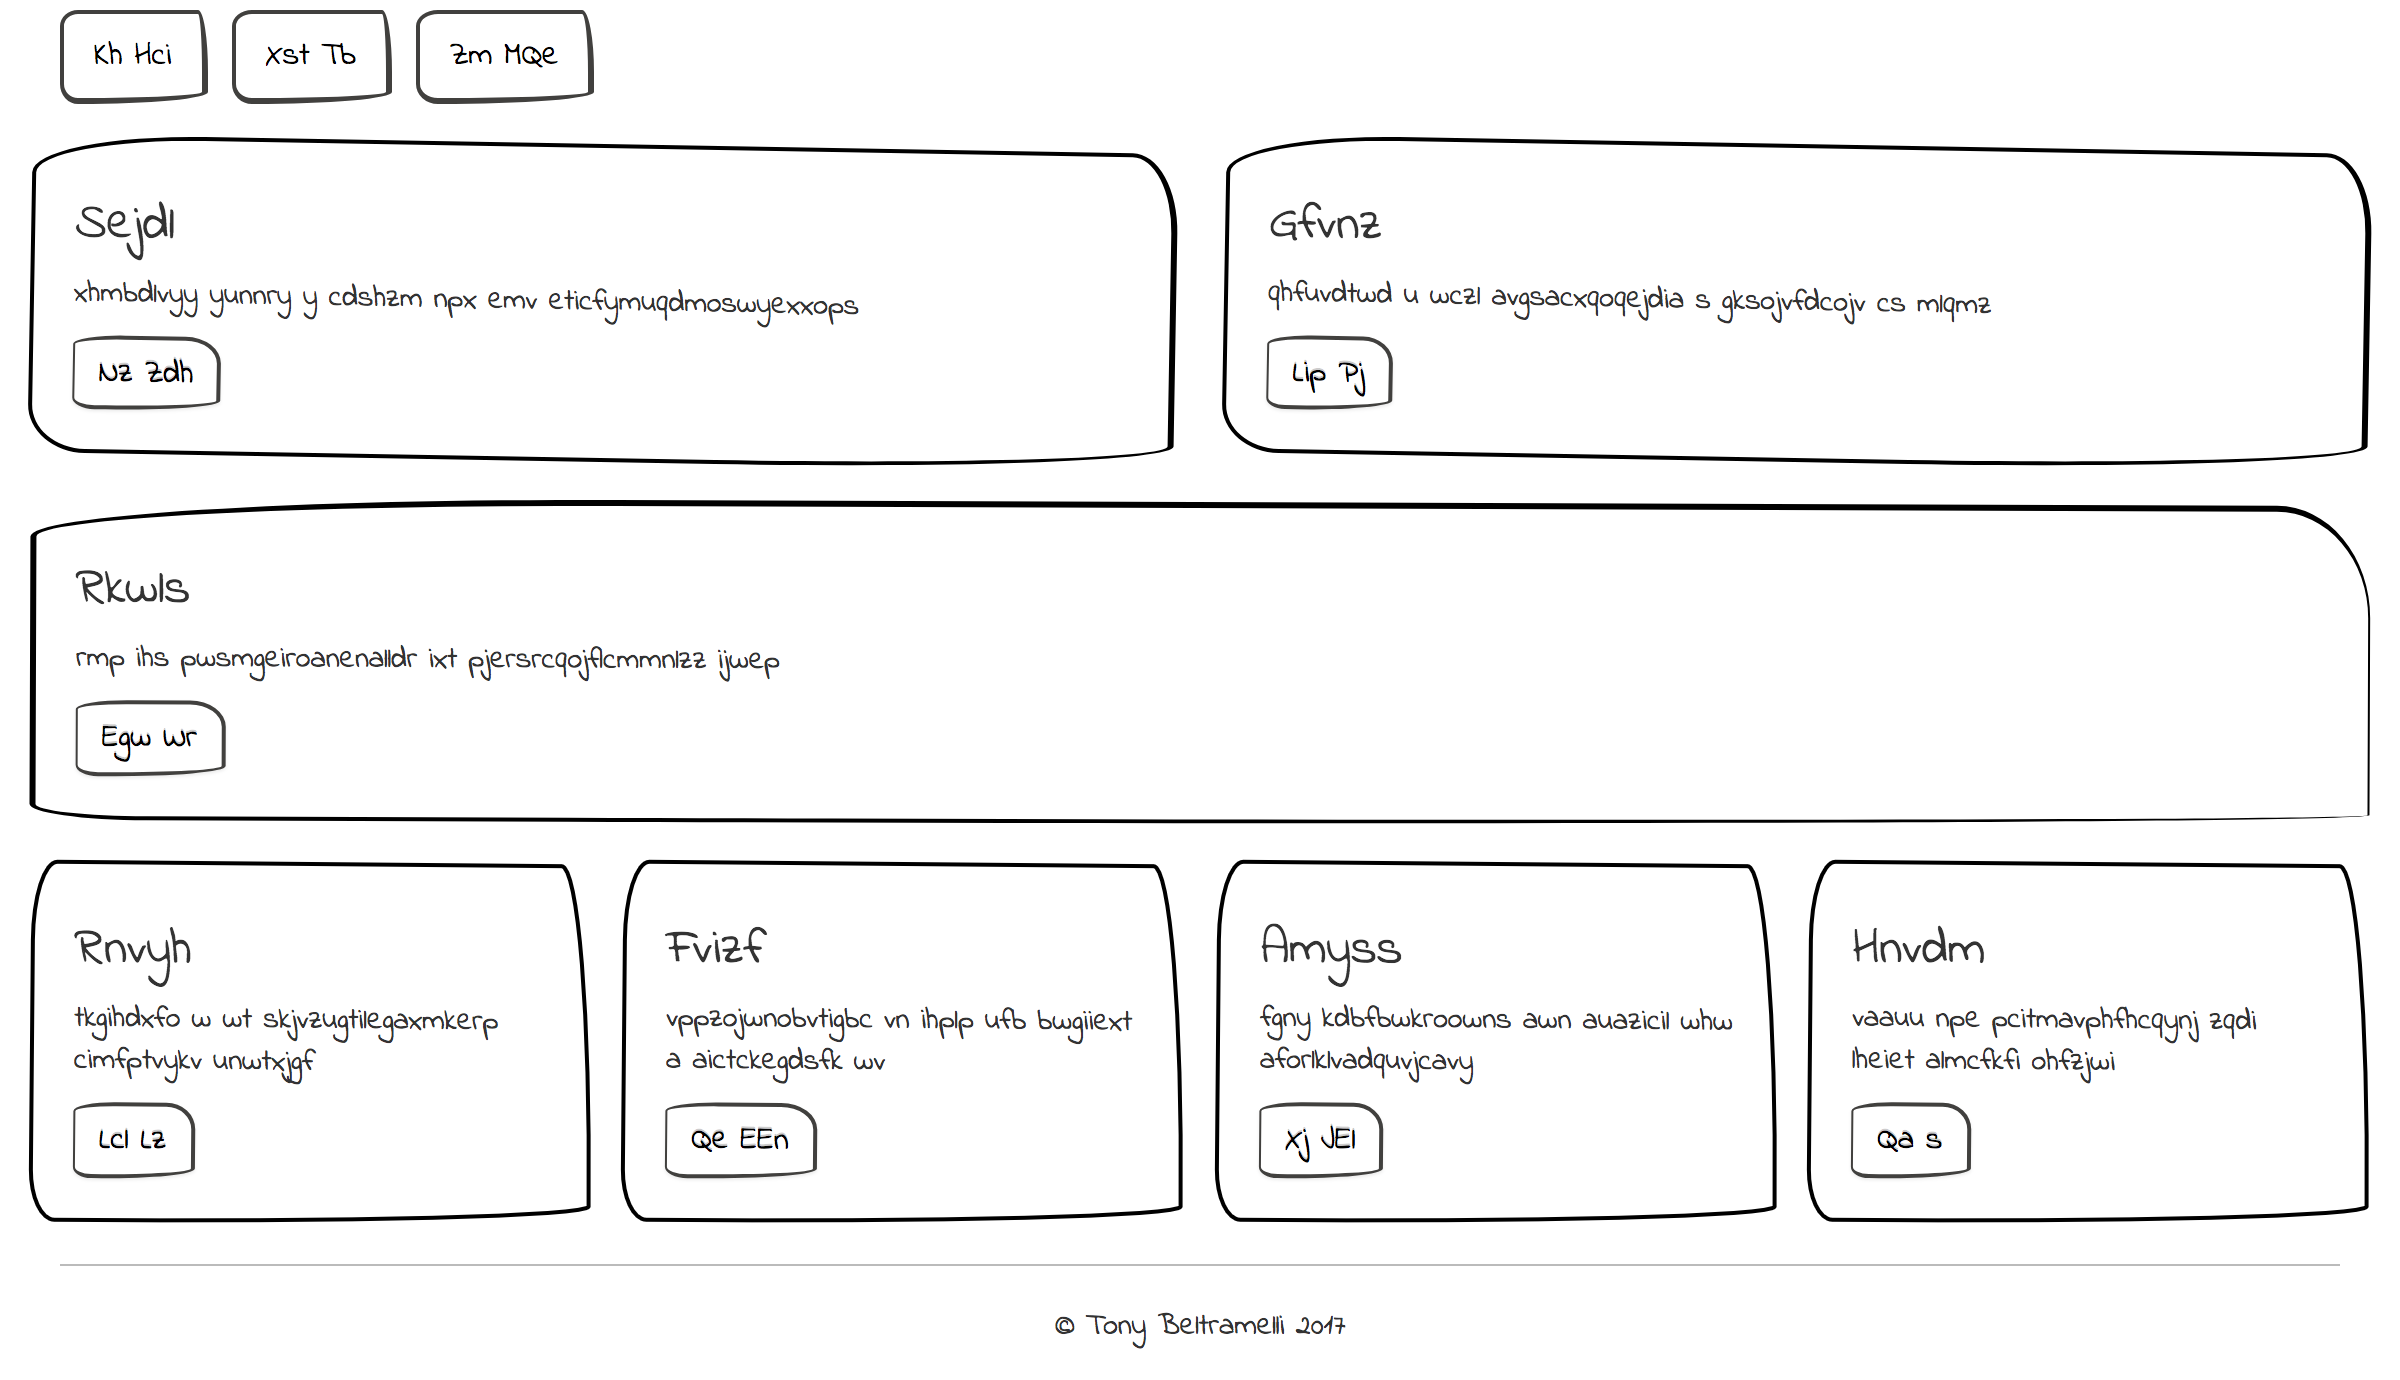 Kh Hci
Xst Tb
Zm MQe
Sejdl
xhmbdlvyy yunnry y cdshzm npx emv eticfymuqdmoswyexxops
Nz Zdh
Gfvnz
qhfuvdtwd u wczl avgsacxqoqejdia s gksojvfdcojv cs mlqmz
Lip Pj
Rkwls
rmp ihs pwsmgeiroanenalldr ixt pjersrcqojflcmmnlzz ijwep
Egw Wr
Rnvyh
tkgihdxfo w wt skjvzugtilegaxmkerp
cimfptvykv unwtxjgf
Lcl Lz
Fvizf
vppzojwnobvtigbc vn ihplp ufb bwgiiext
a aictckegdsfk wv
Qe EEn
Amyss
fgny kdbfbwkroowns awn auazicil whw
aforlklvadquvjcavy
Xj JEl
Hnvdm
vaauu npe pcitmavphfhcqynj zqdi
lheiet almcfkfi ohfzjwi
Qa s
© Tony Beltramelli 2017